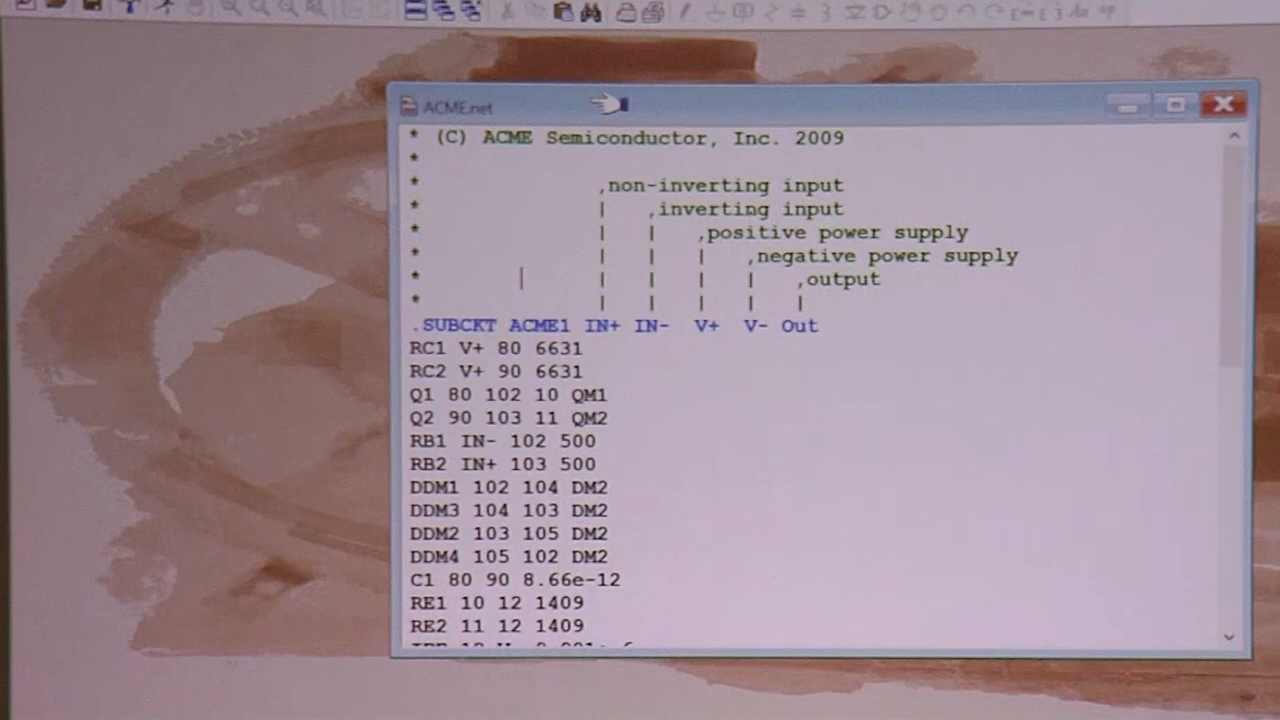 ACME.net
* (C) ACME Semiconductor, Inc. 2009
*
* ,non-inverting input
* | ,inverting input
* | | ,positive power supply
* | | | ,negative power supply
* | | | | ,output
* | | | | |
.SUBCKT ACME1 IN+ IN- V+ V- Out
RC1 V+ 80 6631
RC2 V+ 90 6631
Q1 80 102 10 QM1
Q2 90 103 11 QM2
RB1 IN- 102 500
RB2 IN+ 103 500
DDM1 102 104 DM2
DDM3 104 103 DM2
DDM2 103 105 DM2
DDM4 105 102 DM2
C1 80 90 8.66e-12
RE1 10 12 1409
RE2 11 12 1409